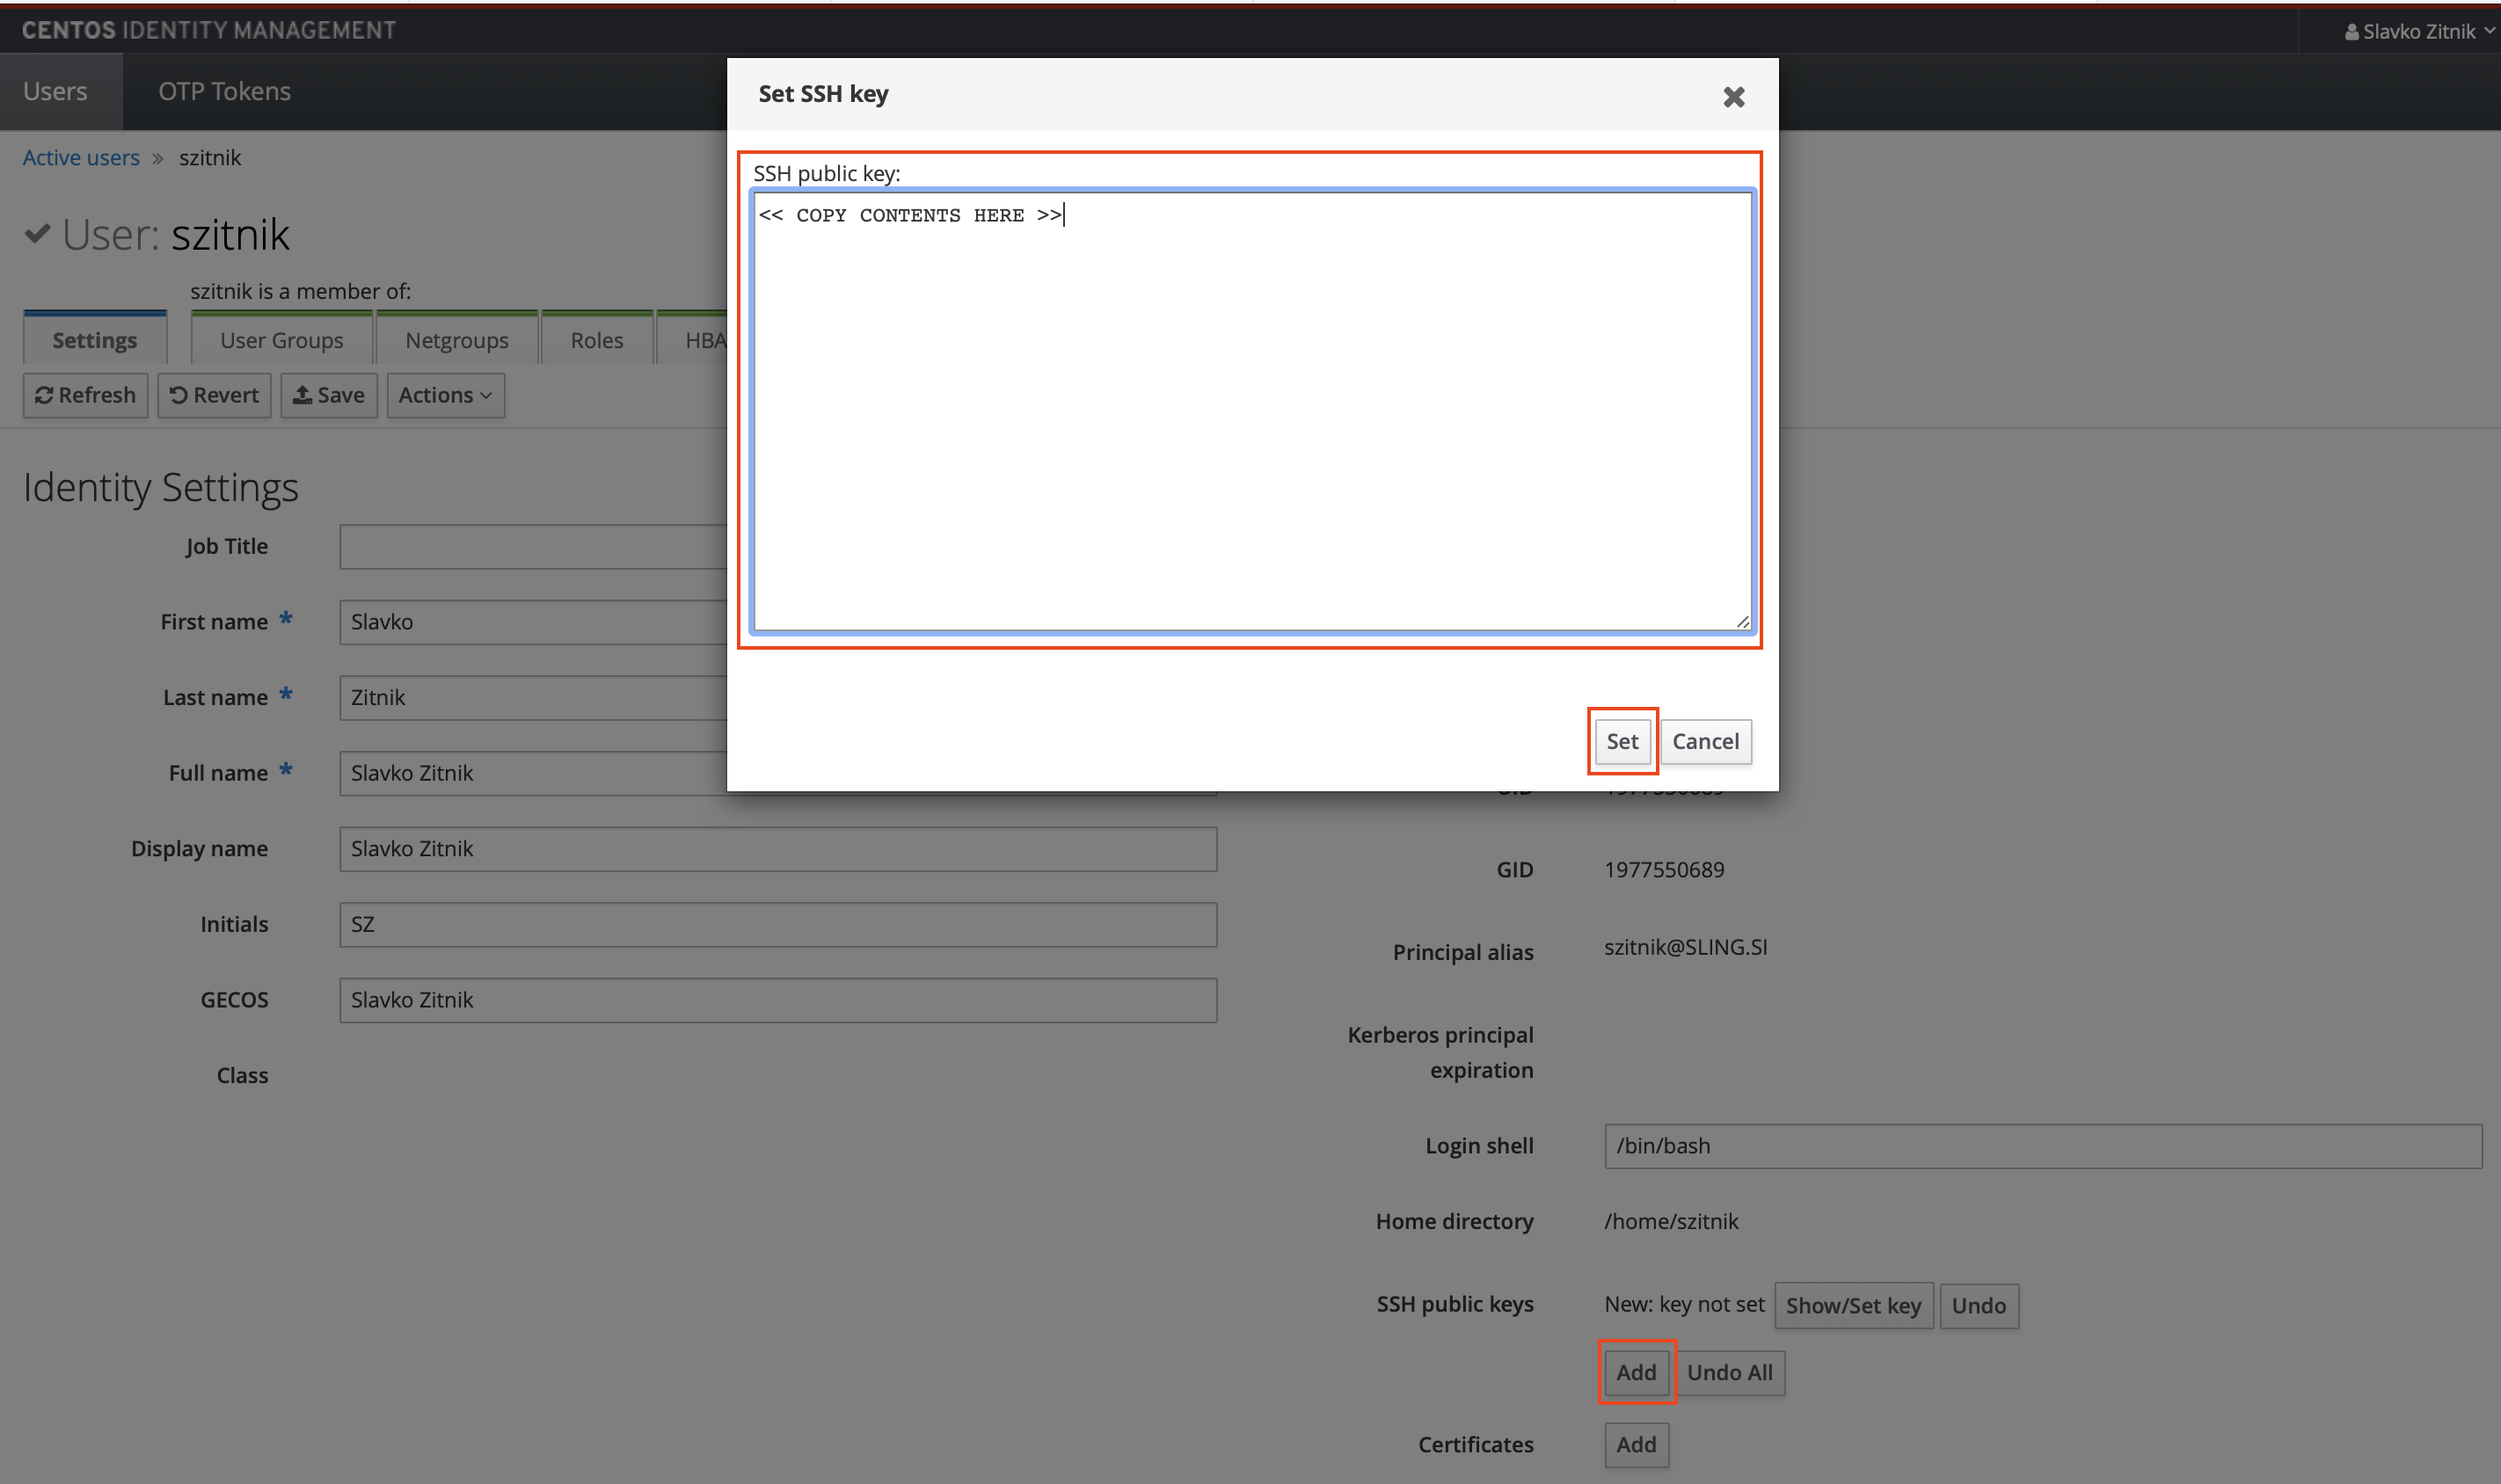 CENTOS IDENTITY MANAGEMENT
Slavko Zitnik
Users
OTP Tokens
Active users » szitnik
User: szitnik
szitnik is a member of:
Settings
User Groups
Netgroups
Roles
HBA
Refresh
Revert
Save
Actions
Set SSH key
SSH public key:
<< COPY CONTENTS HERE >>
Set
Cancel
Identity Settings
Job Title
First name *
Slavko
Last name *
Zitnik
Full name *
Slavko Zitnik
Display name
Slavko Zitnik
Initials
SZ
GECOS
Slavko Zitnik
Class
GID
1977550689
Principal alias
szitnik@SLING.SI
Kerberos principal
expiration
Login shell
/bin/bash
Home directory
/home/szitnik
SSH public keys
New: key not set
Show/Set key
Undo
Add
Undo All
Certificates
Add